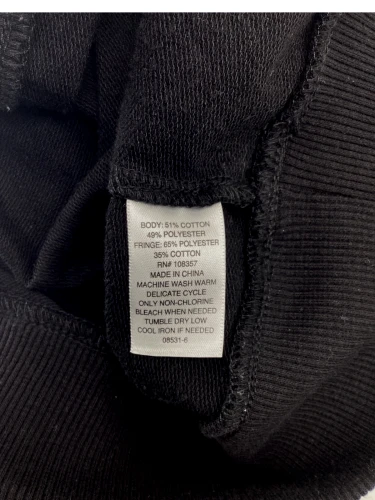 BODY: 51% COTTON
49% POLYESTER
FRINGE: 65% POLYESTER
35% COTTON
RN# 108357
MADE IN CHINA
MACHINE WASH WARM
DELICATE CYCLE
ONLY NON-CHLORINE
BLEACH WHEN NEEDED
TUMBLE DRY LOW
COOL IRON IF NEEDED
08531-6